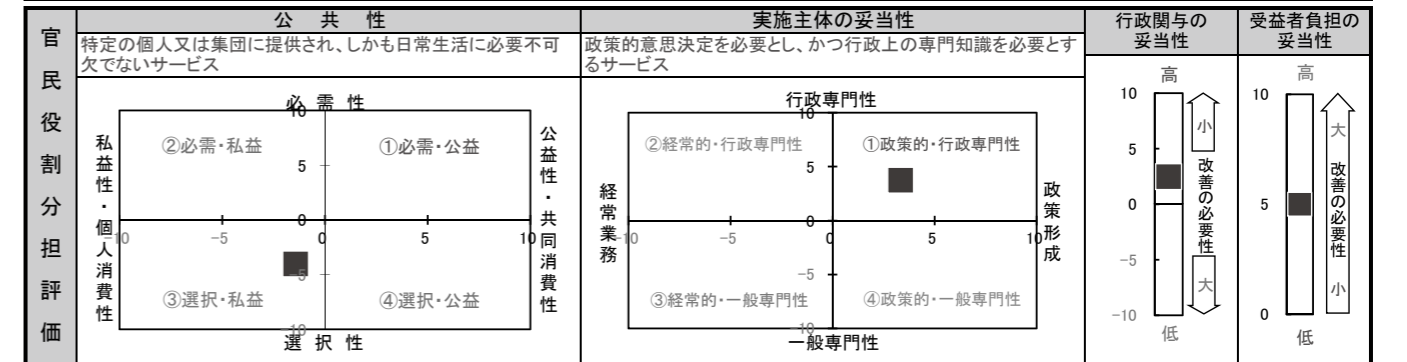 官民役割分担評価
公共性
特定の個人又は集団に提供され、しかも日常生活に必要不可
欠でないサービス
必需性
10
②必需・私益
①必需・公益
5
私益性・個人消費性
公益性・共同消費性
0
-10
-5
0
5
10
-5
③選択・私益
④選択・公益
-10
選択性
実施主体の妥当性
政策的意思決定を必要とし、かつ行政上の専門知識を必要とす
るサービス
行政専門性
10
②経常的・行政専門性
①政策的・行政専門性
5
経常業務
政策形成
0
-10
-5
0
5
10
-5
③経常的・一般専門性
④政策的・一般専門性
-10
一般専門性
行政関与の
妥当性
高
10
小
5
改善の必要性
0
-5
大
-10
低
受益者負担の
妥当性
高
10
大
改善の必要性
5
小
0
低